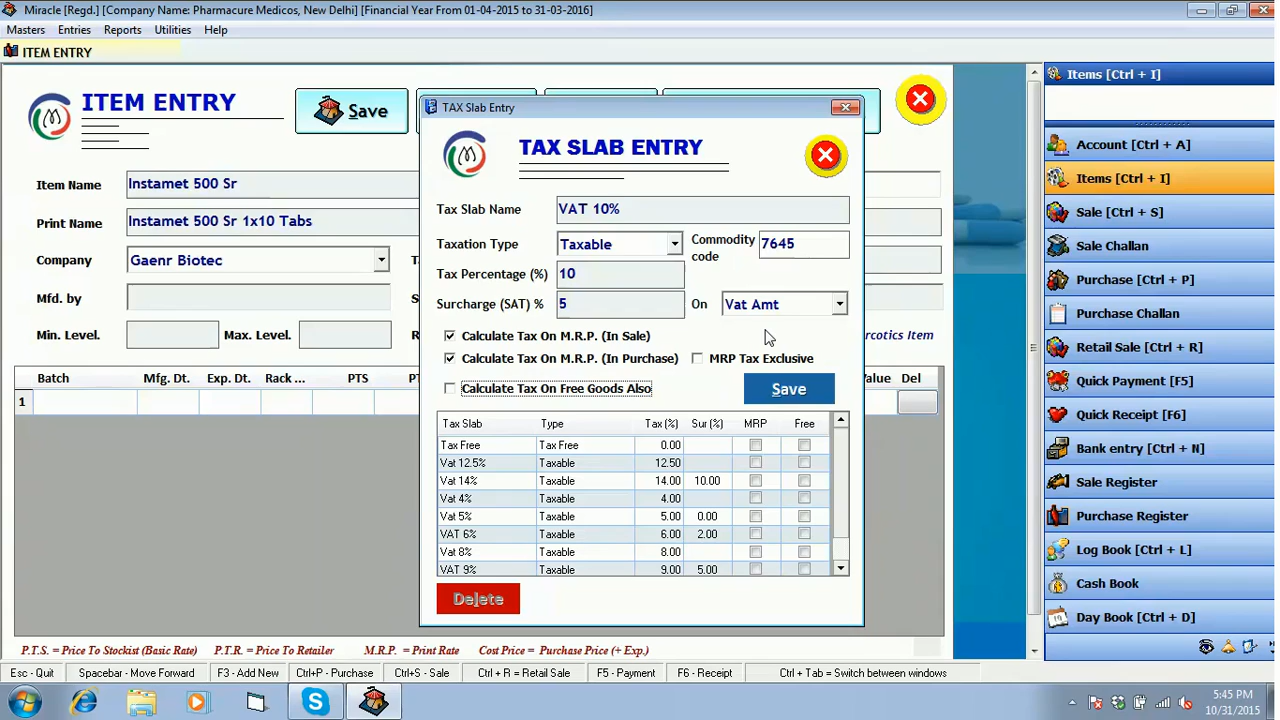 Miracle [Regd.] [Company Name: Pharmacure Medicos, New Delhi] [Financial Year From 01-04-2015 to 31-03-2016]
Masters Entries Reports Utilities Help
ITEM ENTRY
Items [Ctrl + I]
ITEM ENTRY
Save
TAX Slab Entry
TAX SLAB ENTRY
Item Name Instamet 500 Sr
Print Name Instamet 500 Sr 1x10 Tabs
Company Gaenr Biotec
Mfd. by
Min. Level. Max. Level.
Narcotics Item
Batch Mfg. Dt. Exp. Dt. Rack ... PTS Value Del
1
Tax Slab Name VAT 10%
Taxation Type Taxable Commodity code 7645
Tax Percentage (%) 10
Surcharge (SAT) % 5 On Vat Amt
Calculate Tax On M.R.P. (In Sale)
Calculate Tax On M.R.P. (In Purchase) MRP Tax Exclusive
Calculate Tax On Free Goods Also Save
Tax Slab Type Tax (%) Sur (%) MRP Free
Tax Free Tax Free 0.00
Vat 12.5% Taxable 12.50
Vat 14% Taxable 14.00 10.00
Vat 4% Taxable 4.00
Vat 5% Taxable 5.00 0.00
VAT 6% Taxable 6.00 2.00
Vat 8% Taxable 8.00
VAT 9% Taxable 9.00 5.00
Delete
Account [Ctrl + A]
Items [Ctrl + I]
Sale [Ctrl + S]
Sale Challan
Purchase [Ctrl + P]
Purchase Challan
Retail Sale [Ctrl + R]
Quick Payment [F5]
Quick Receipt [F6]
Bank entry [Ctrl + N]
Sale Register
Purchase Register
Log Book [Ctrl + L]
Cash Book
Day Book [Ctrl + D]
P.T.S. = Price To Stockist (Basic Rate) P.T.R. = Price To Retailer M.R.P. = Print Rate Cost Price = Purchase Price (+ Exp.)
Esc - Quit Spacebar - Move Forward F3 - Add New Ctrl+P - Purchase Ctrl+S - Sale Ctrl + R = Retail Sale F5 - Payment F6 - Receipt Ctrl + Tab = Switch between windows
5:45 PM
10/31/2015